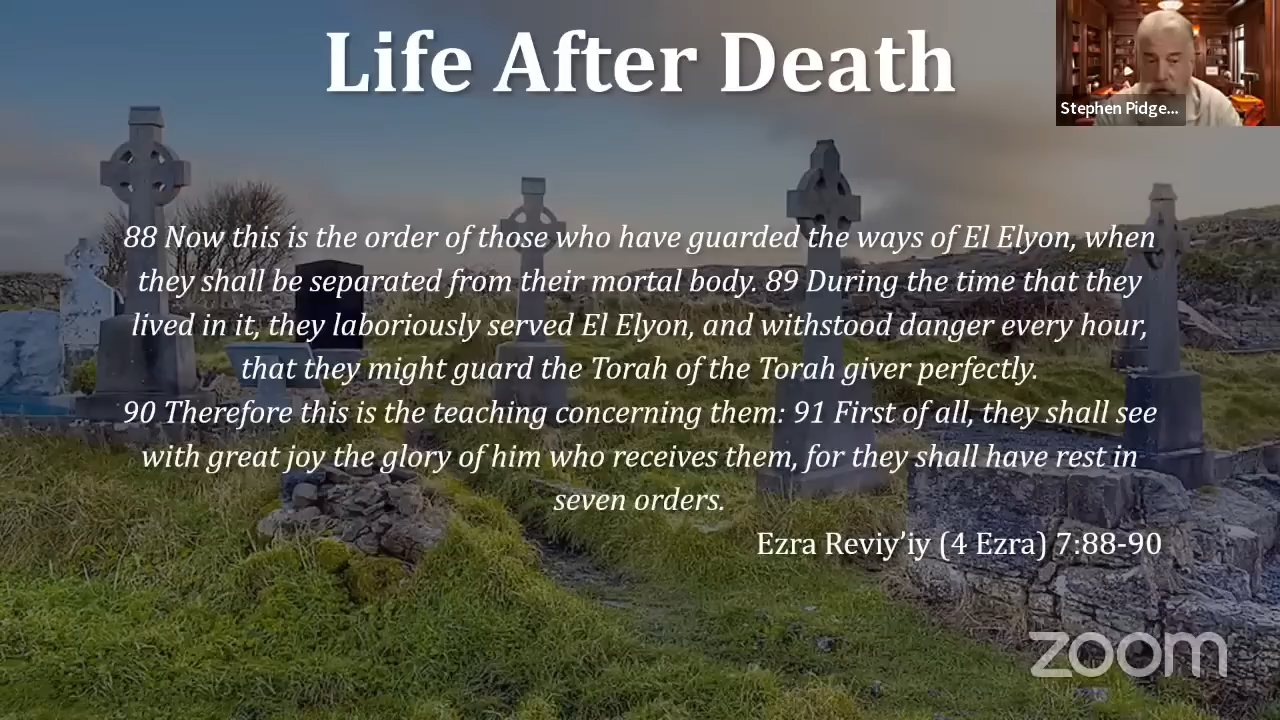 Life After Death
Stephen Pidge...
88 Now this is the order of those who have guarded the ways of El Elyon, when
they shall be separated from their mortal body. 89 During the time that they
lived in it, they laboriously served El Elyon, and withstood danger every hour,
that they might guard the Torah of the Torah giver perfectly.
90 Therefore this is the teaching concerning them: 91 First of all, they shall see
with great joy the glory of him who receives them, for they shall have rest in
seven orders.
Ezra Reviy’iy (4 Ezra) 7:88-90
zoom